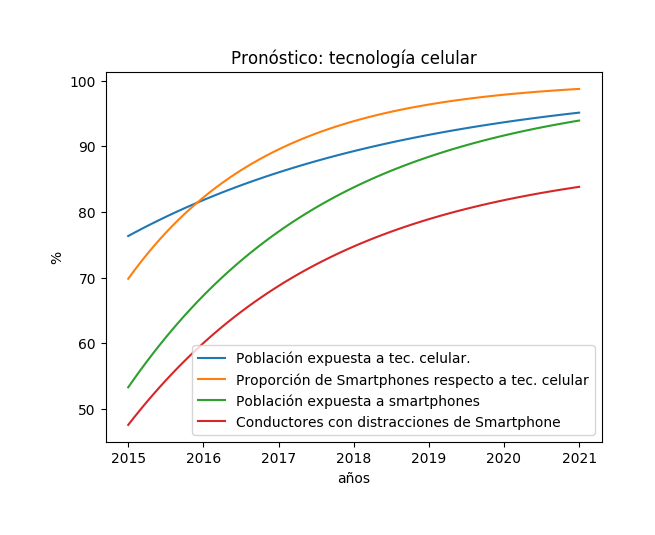 Pronóstico: tecnología celular
100
90
80
70
60
50
%
Población expuesta a tec. celular.
Proporción de Smartphones respecto a tec. celular
Población expuesta a smartphones
Conductores con distracciones de Smartphone
2015 2016 2017 2018 2019 2020 2021
años